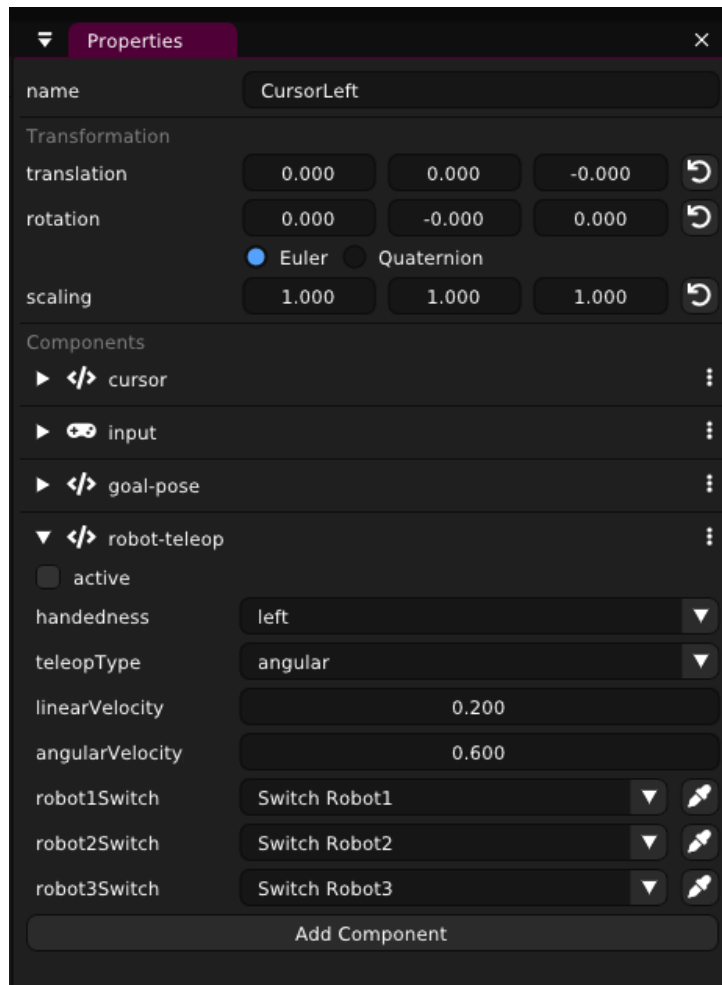 Properties
name CursorLeft
Transformation
translation 0.000 0.000 -0.000
rotation 0.000 -0.000 0.000
Euler Quaternion
scaling 1.000 1.000 1.000
Components
cursor
input
goal-pose
robot-teleop
active
handedness left
teleopType angular
linearVelocity 0.200
angularVelocity 0.600
robot1Switch Switch Robot1
robot2Switch Switch Robot2
robot3Switch Switch Robot3
Add Component